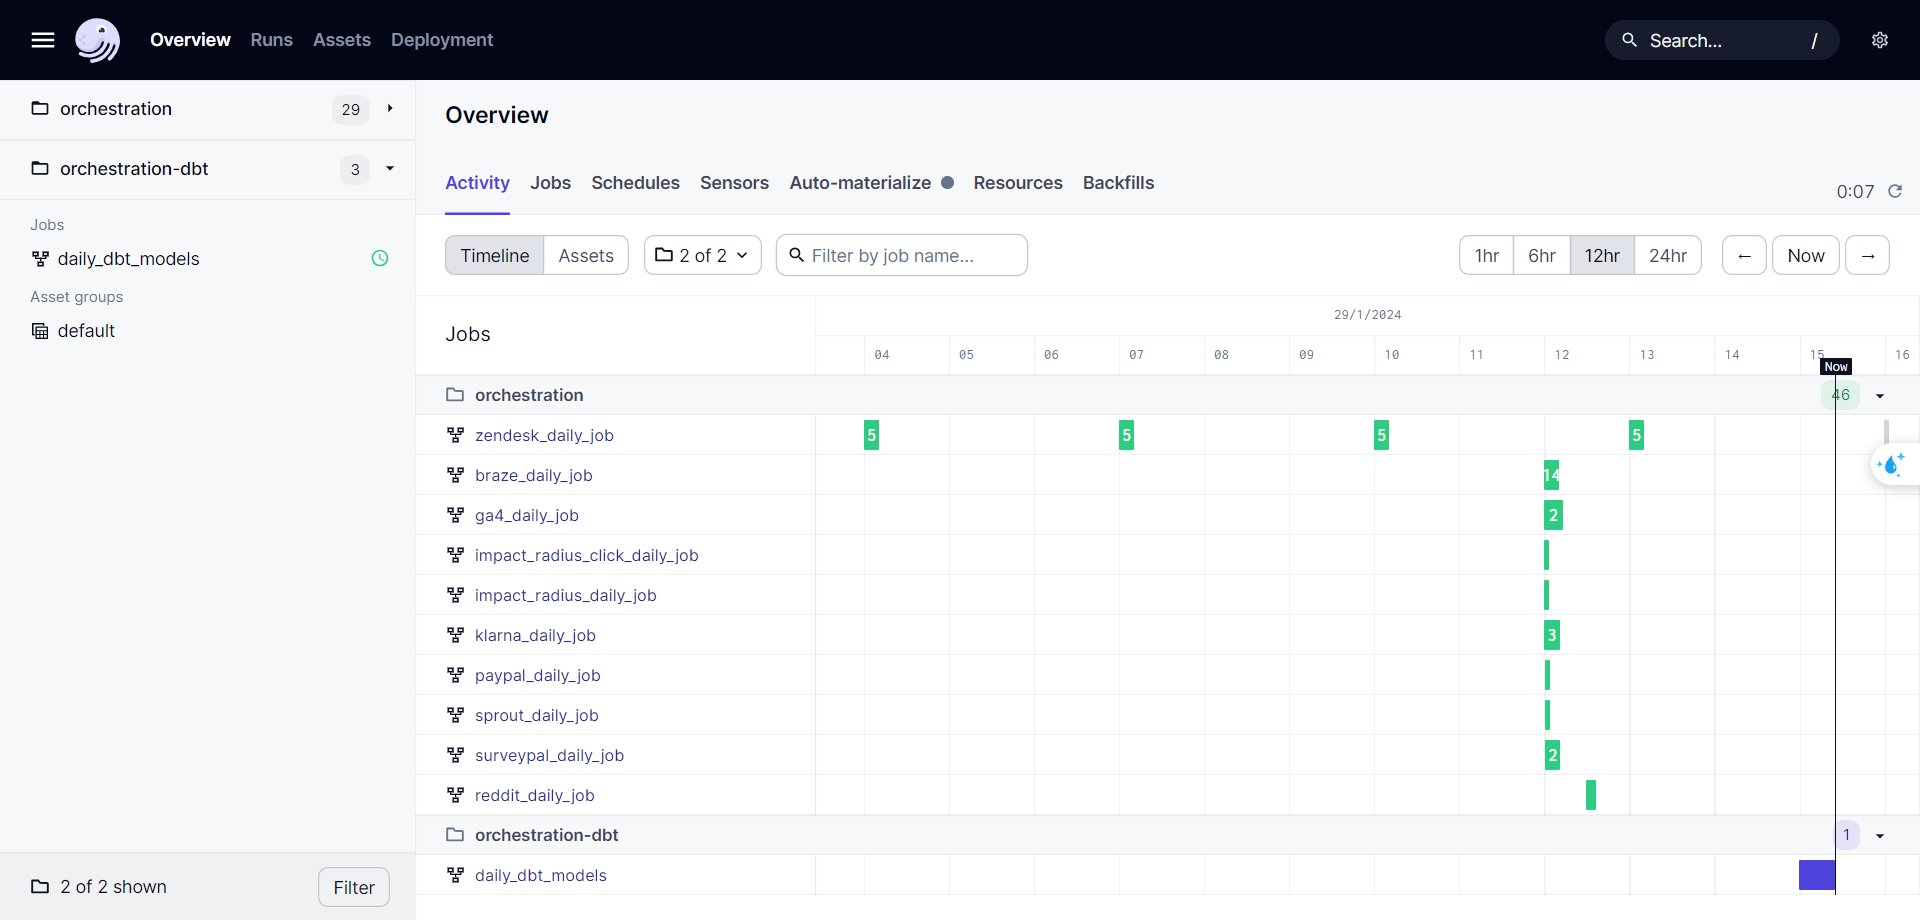 Overview Runs Assets Deployment Search... /
orchestration 29
orchestration-dbt 3
Jobs
daily_dbt_models
Asset groups
default
2 of 2 shown Filter
Overview
Activity Jobs Schedules Sensors Auto-materialize Resources Backfills
0:07
Timeline Assets 2 of 2 Filter by job name... 1hr 6hr 12hr 24hr ← Now →
Jobs
29/1/2024
04 05 06 07 08 09 10 11 12 13 14 15 16
Now
orchestration 46
zendesk_daily_job 5 5 5 5
braze_daily_job 14
ga4_daily_job 2
impact_radius_click_daily_job
impact_radius_daily_job
klarna_daily_job 3
paypal_daily_job
sprout_daily_job
surveypal_daily_job 2
reddit_daily_job
orchestration-dbt 1
daily_dbt_models